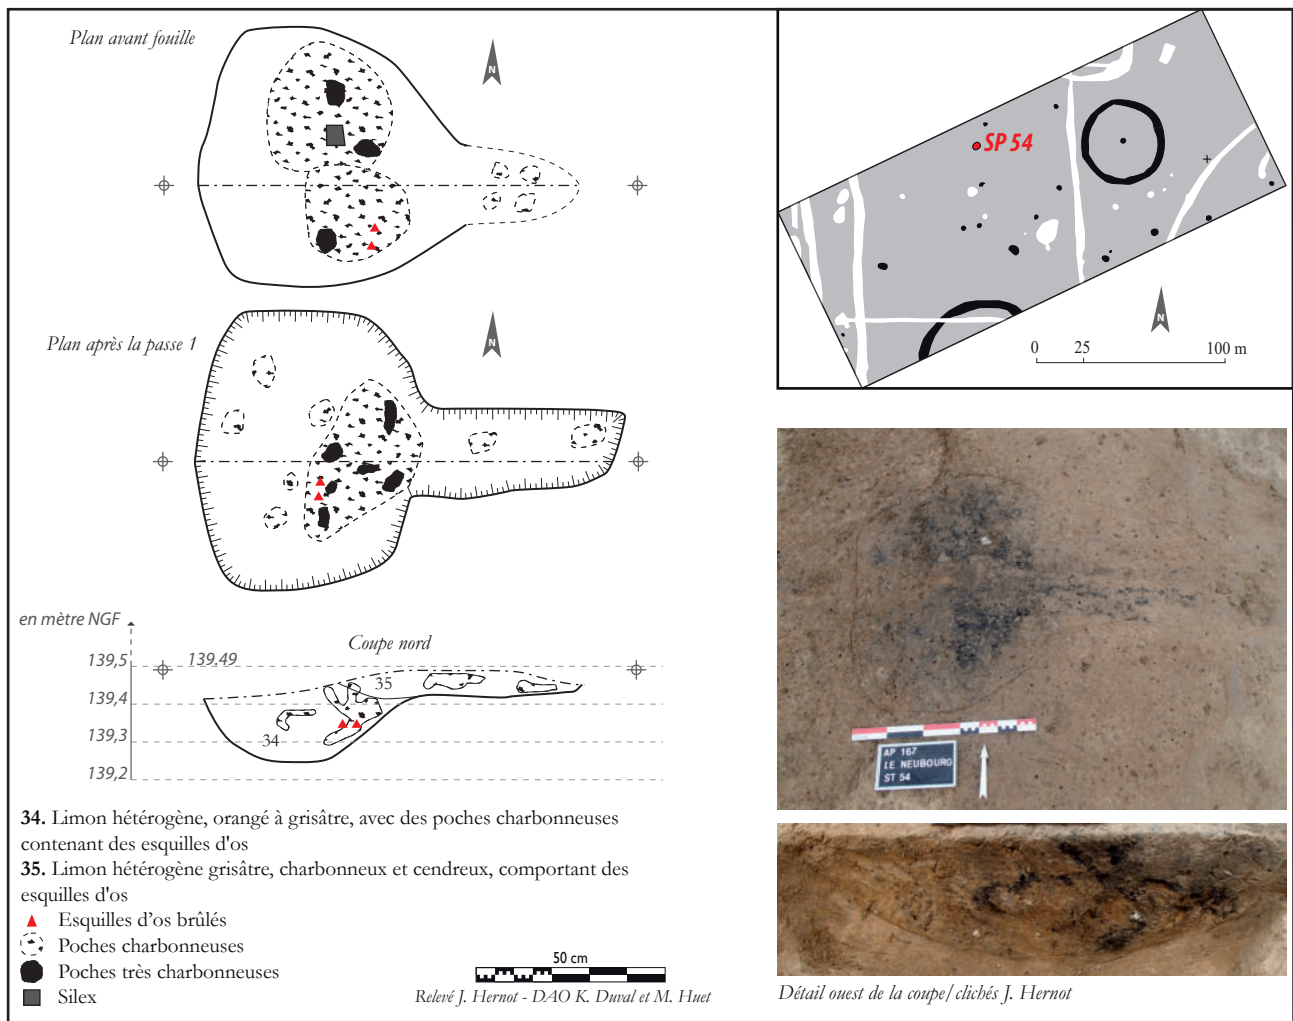 Plan avant fouille
N
SP 54
N
0 25 100 m
Plan après la passe 1
N
en mètre NGF
Coupe nord
139,5
139,49
35
139,4
139,3
34
139,2
AP 167
LE NEUBOURG
ST 54
34. Limon hétérogène, orangé à grisâtre, avec des poches charbonneuses
contenant des esquilles d'os
35. Limon hétérogène grisâtre, charbonneux et cendreux, comportant des
esquilles d'os
Esquilles d'os brûlés
Poches charbonneuses
Poches très charbonneuses
Silex
50 cm
Relevé J. Hernot - DAO K. Duval et M. Huet
Détail ouest de la coupe/clichés J. Hernot